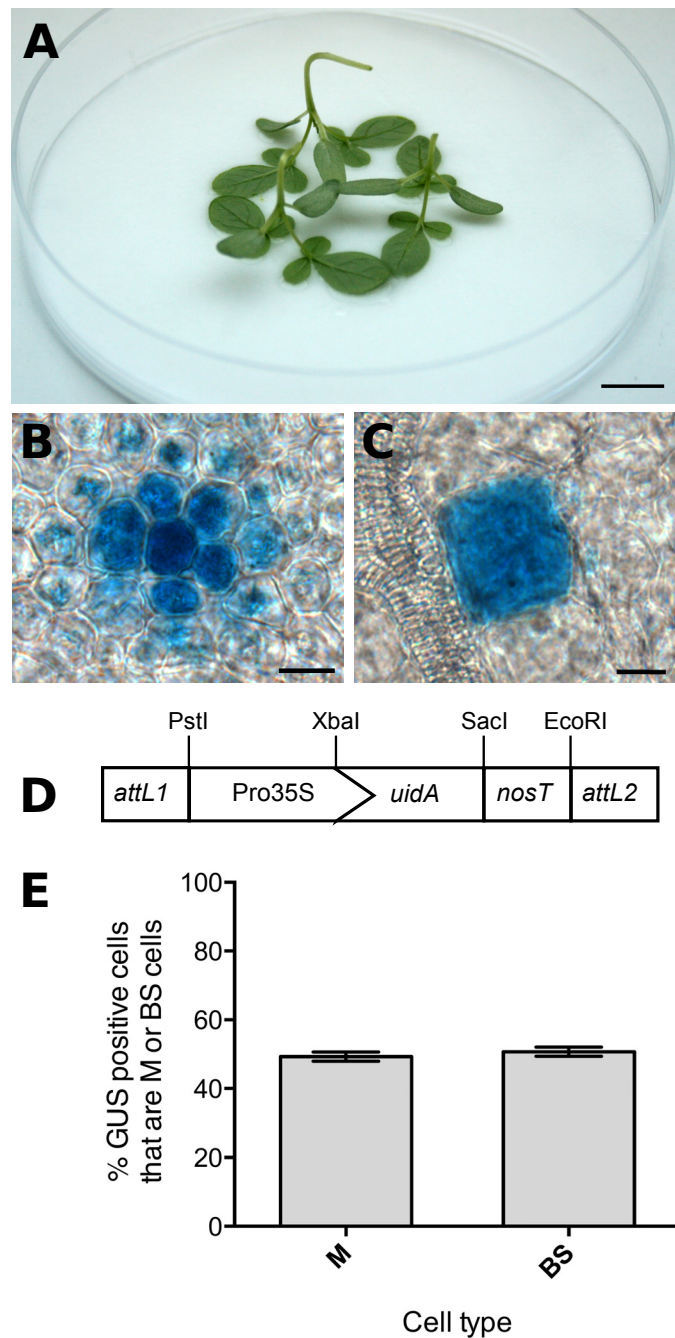 A
B
C
PstI XbaI SacI EcoRI
D
attL1 Pro35S uidA nosT attL2
E
% GUS positive cells
that are M or BS cells
100
80
60
40
20
0
M
BS
Cell type